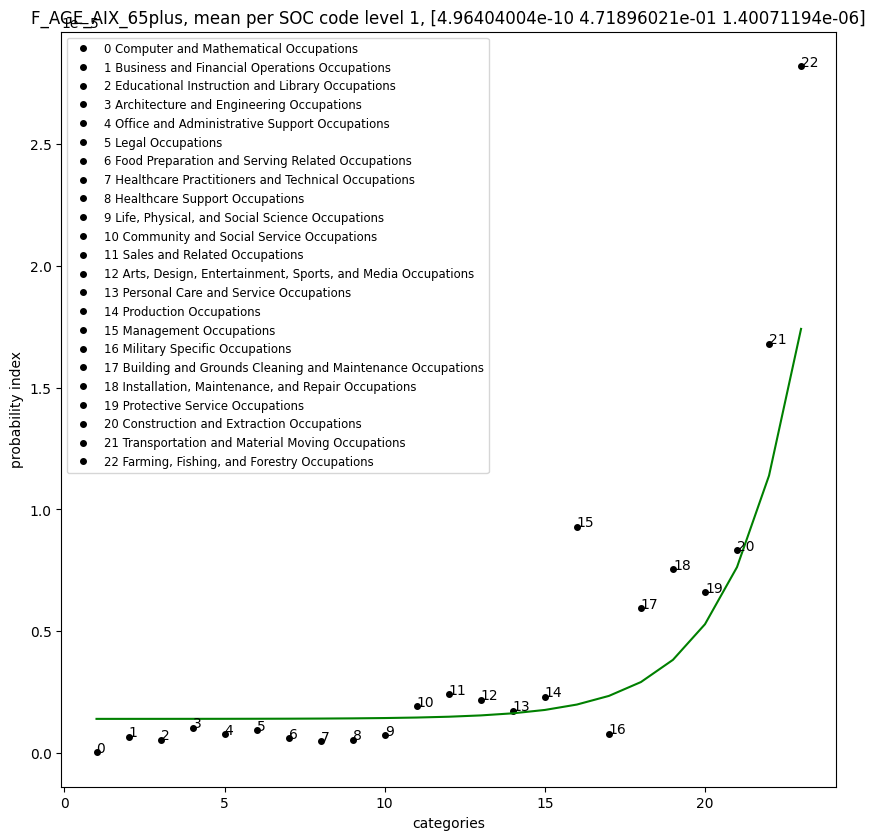 F_AGE_AIX_65plus, mean per SOC code level 1, [4.96404004e-10 4.71896021e-01 1.40071194e-06]
1e-5
0 Computer and Mathematical Occupations
1 Business and Financial Operations Occupations
2 Educational Instruction and Library Occupations
3 Architecture and Engineering Occupations
4 Office and Administrative Support Occupations
5 Legal Occupations
6 Food Preparation and Serving Related Occupations
7 Healthcare Practitioners and Technical Occupations
8 Healthcare Support Occupations
9 Life, Physical, and Social Science Occupations
10 Community and Social Service Occupations
11 Sales and Related Occupations
12 Arts, Design, Entertainment, Sports, and Media Occupations
13 Personal Care and Service Occupations
14 Production Occupations
15 Management Occupations
16 Military Specific Occupations
17 Building and Grounds Cleaning and Maintenance Occupations
18 Installation, Maintenance, and Repair Occupations
19 Protective Service Occupations
20 Construction and Extraction Occupations
21 Transportation and Material Moving Occupations
22 Farming, Fishing, and Forestry Occupations
probability index
2.5
2.0
1.5
1.0
0.5
0.0
0
1
2
3
4
5
6
7
8
9
10
11
12
13
14
15
16
17
18
19
20
21
22
0
5
10
15
20
categories